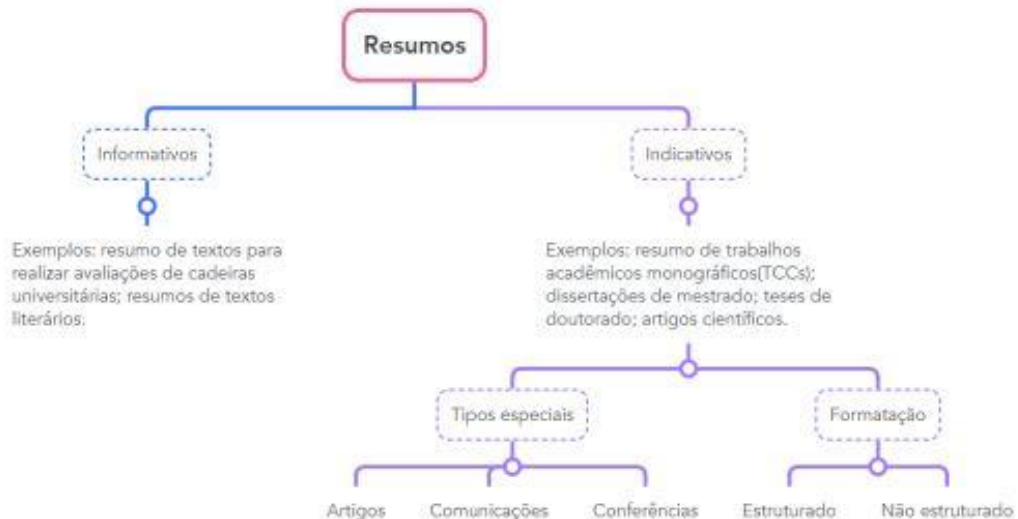 Resumos
Informativos
Indicativos
Exemplos: resumo de textos para
realizar avaliações de cadeiras
universitárias; resumos de textos
literários.
Exemplos: resumo de trabalhos
acadêmicos monográficos(TCCs);
dissertações de mestrado; teses de
doutorado; artigos científicos.
Tipos especiais
Formatação
Artigos
Comunicações
Conferências
Estruturado
Não estruturado